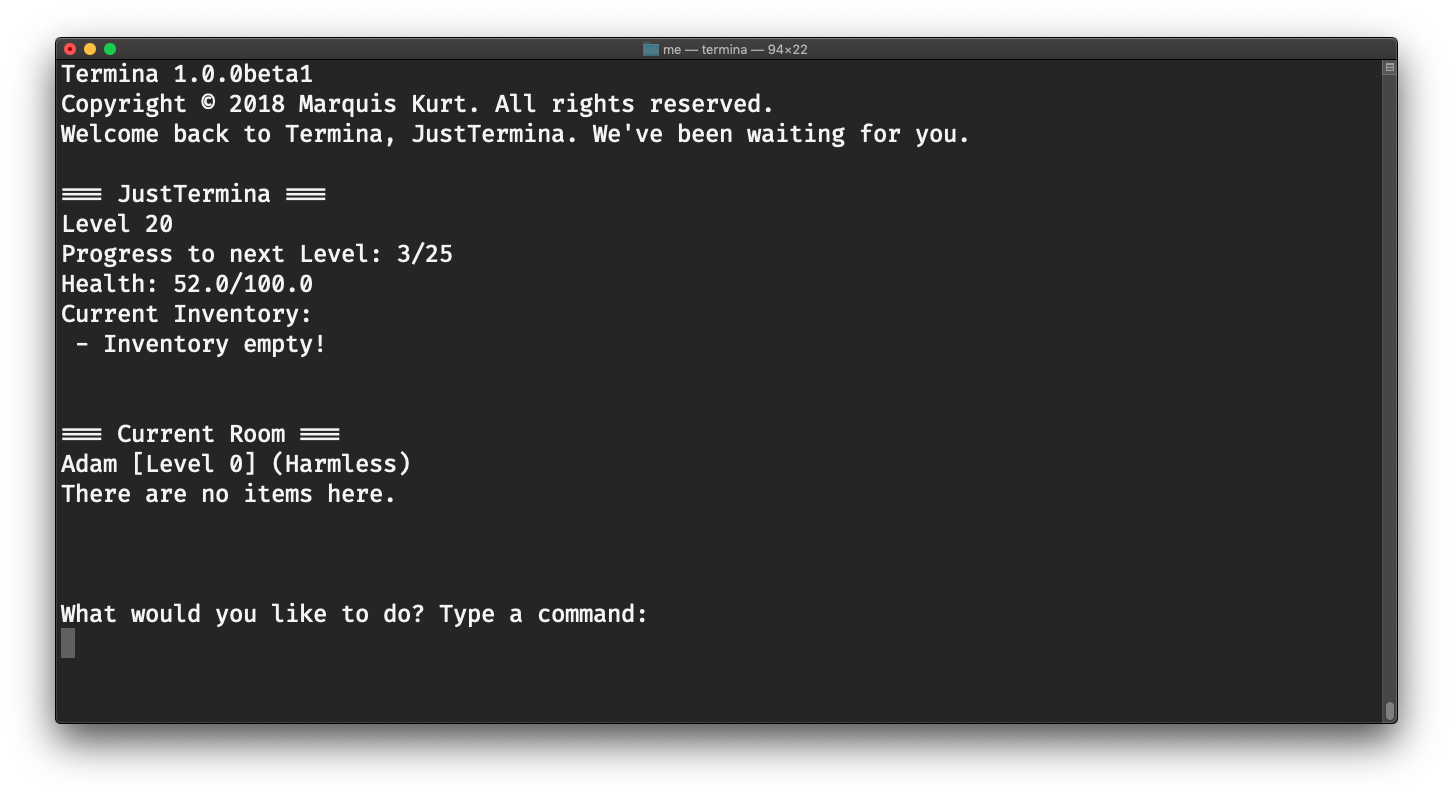 me — termina — 94×22
Termina 1.0.0beta1
Copyright © 2018 Marquis Kurt. All rights reserved.
Welcome back to Termina, JustTermina. We've been waiting for you.
=== JustTermina ===
Level 20
Progress to next Level: 3/25
Health: 52.0/100.0
Current Inventory:
- Inventory empty!
=== Current Room ===
Adam [Level 0] (Harmless)
There are no items here.
What would you like to do? Type a command: